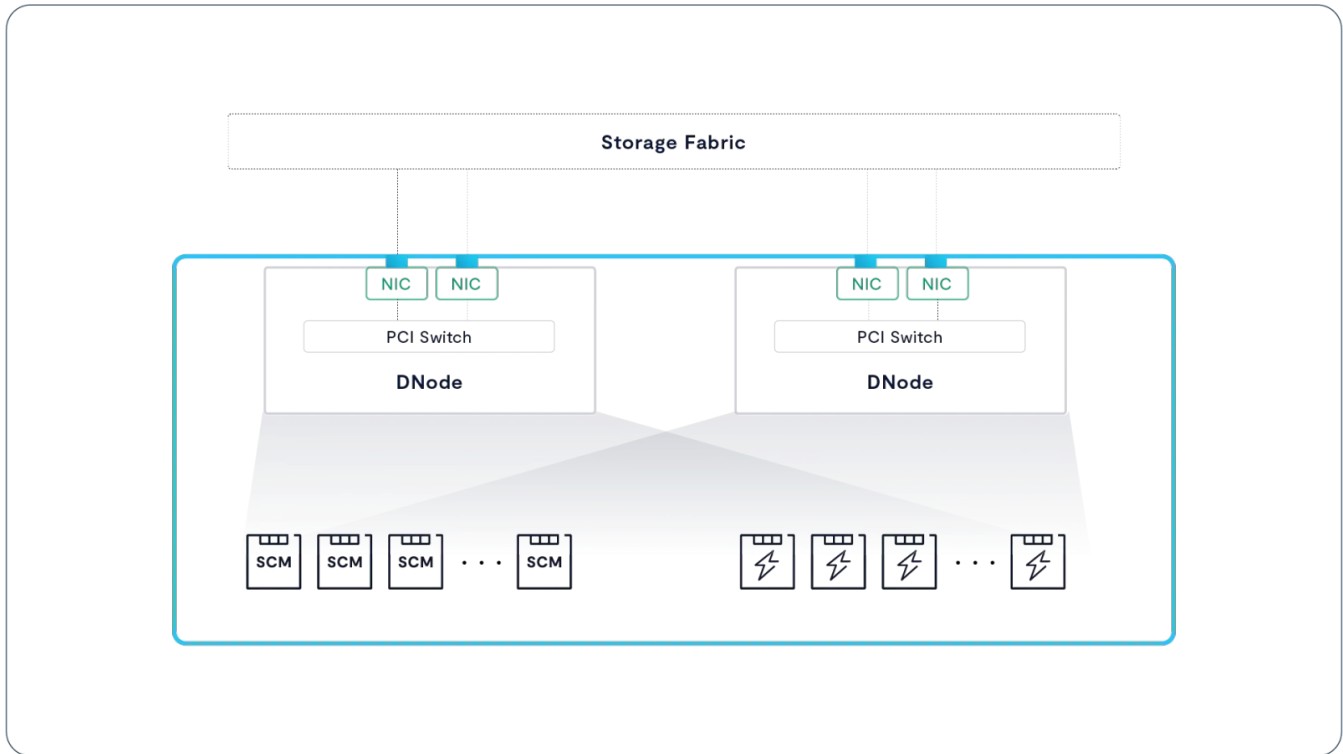 Storage Fabric
NIC NIC
NIC NIC
PCI Switch
PCI Switch
DNode
DNode
SCM SCM SCM . . . SCM
. . .